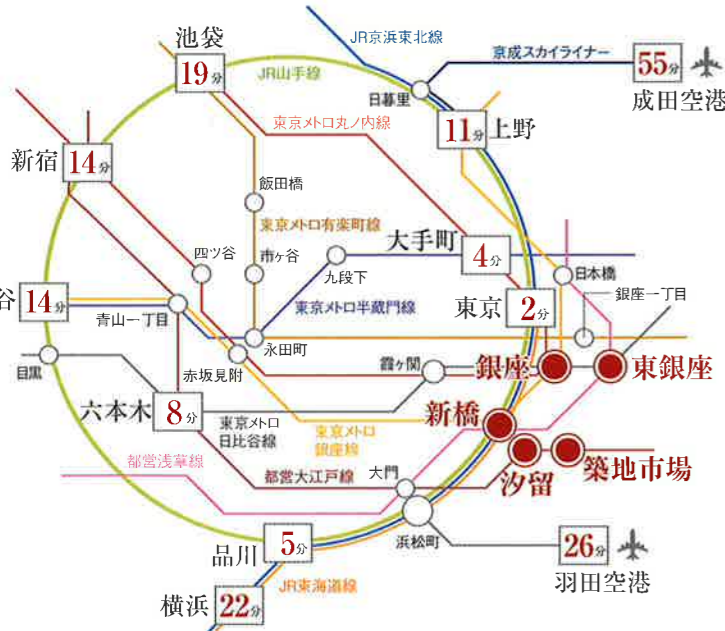 池袋
19分
JR山手線
JR京浜東北線
京成スカイライナー
55分
成田空港
日暮里
11分
上野
東京メトロ丸ノ内線
新宿
14分
飯田橋
東京メトロ有楽町線
四ツ谷
市ヶ谷
九段下
大手町
4分
日本橋
銀座一丁目
谷
14分
青山一丁目
東京メトロ半蔵門線
東京
2分
永田町
目黒
赤坂見附
霞ヶ関
銀座
東銀座
六本木
8分
東京メトロ
日比谷線
東京メトロ
銀座線
新橋
都営浅草線
都営大江戸線
大門
汐留
築地市場
浜松町
品川
5分
26分
羽田空港
JR東海道線
横浜
22分